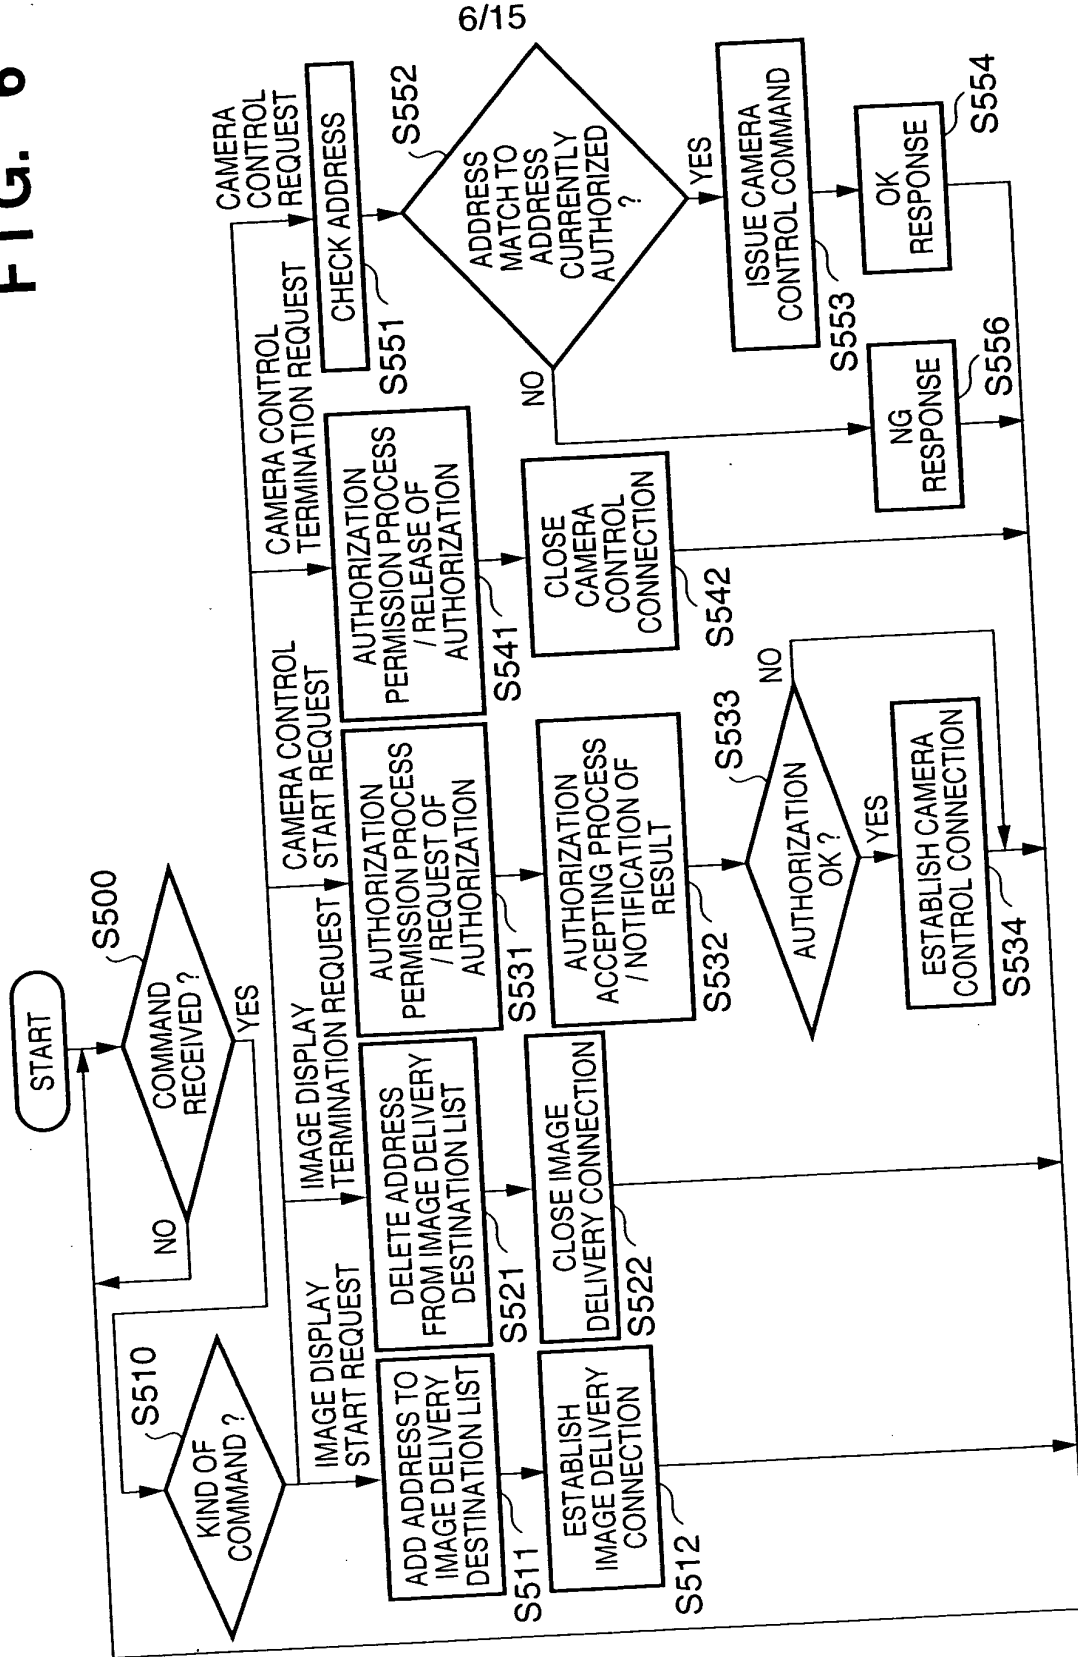 6/15
FIG. 6
START
COMMAND
RECEIVED ?
S500
NO
YES
KIND OF
COMMAND ?
S510
IMAGE DISPLAY
START REQUEST
ADD ADDRESS TO
IMAGE DELIVERY
DESTINATION LIST
S511
ESTABLISH
IMAGE DELIVERY
CONNECTION
S512
IMAGE DISPLAY
TERMINATION REQUEST
DELETE ADDRESS
FROM IMAGE DELIVERY
DESTINATION LIST
S521
CLOSE IMAGE
DELIVERY CONNECTION
S522
CAMERA CONTROL
START REQUEST
AUTHORIZATION
PERMISSION PROCESS
/ REQUEST OF
AUTHORIZATION
S531
AUTHORIZATION
ACCEPTING PROCESS
/ NOTIFICATION OF
RESULT
S532
AUTHORIZATION
OK ?
S533
NO
YES
ESTABLISH CAMERA
CONTROL CONNECTION
S534
CAMERA CONTROL
TERMINATION REQUEST
AUTHORIZATION
PERMISSION PROCESS
/ RELEASE OF
AUTHORIZATION
S541
CLOSE
CAMERA
CONTROL
CONNECTION
S542
CAMERA
CONTROL
REQUEST
CHECK ADDRESS
S551
ADDRESS
MATCH TO
ADDRESS
CURRENTLY
AUTHORIZED
?
S552
NO
YES
ISSUE CAMERA
CONTROL COMMAND
S553
OK
RESPONSE
S554
NG
RESPONSE
S556